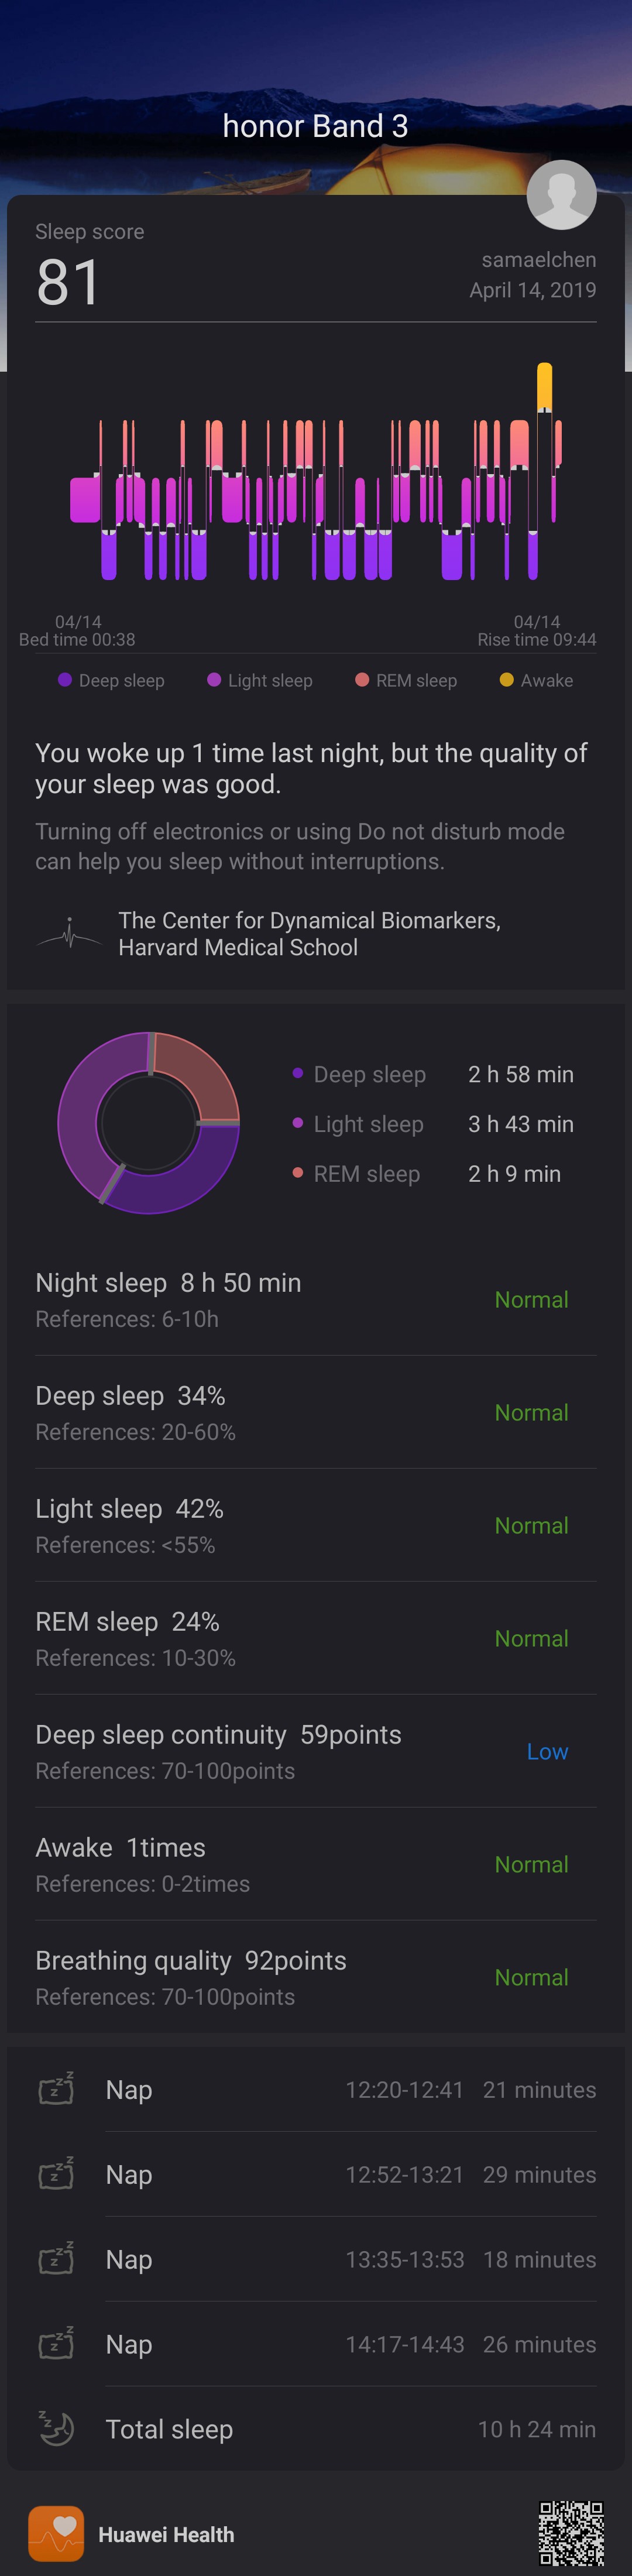 honor Band 3
Sleep score
81
samaelchen
April 14, 2019
04/14
Bed time 00:38
04/14
Rise time 09:44
Deep sleep
Light sleep
REM sleep
Awake
You woke up 1 time last night, but the quality of
your sleep was good.
Turning off electronics or using Do not disturb mode
can help you sleep without interruptions.
The Center for Dynamical Biomarkers,
Harvard Medical School
Deep sleep 2 h 58 min
Light sleep 3 h 43 min
REM sleep 2 h 9 min
Night sleep 8 h 50 min
References: 6-10h
Normal
Deep sleep 34%
References: 20-60%
Normal
Light sleep 42%
References: <55%
Normal
REM sleep 24%
References: 10-30%
Normal
Deep sleep continuity 59points
References: 70-100points
Low
Awake 1times
References: 0-2times
Normal
Breathing quality 92points
References: 70-100points
Normal
Nap 12:20-12:41 21 minutes
Nap 12:52-13:21 29 minutes
Nap 13:35-13:53 18 minutes
Nap 14:17-14:43 26 minutes
Total sleep 10 h 24 min
Huawei Health